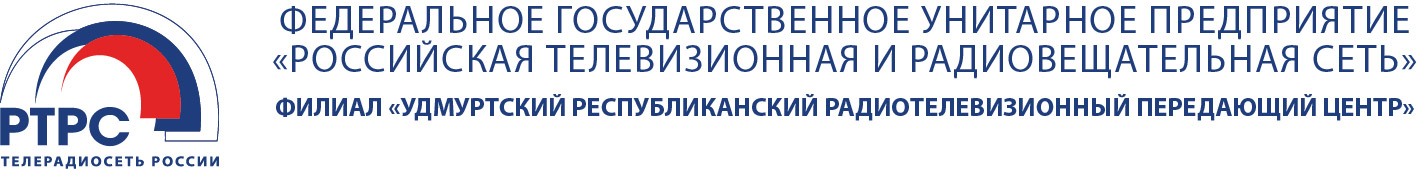 ФЕДЕРАЛЬНОЕ ГОСУДАРСТВЕННОЕ УНИТАРНОЕ ПРЕДПРИЯТИЕ
«РОССИЙСКАЯ ТЕЛЕВИЗИОННАЯ И РАДИОВЕЩАТЕЛЬНАЯ СЕТЬ»
ФИЛИАЛ «УДМУРТСКИЙ РЕСПУБЛИКАНСКИЙ РАДИОТЕЛЕВИЗИОННЫЙ ПЕРЕДАЮЩИЙ ЦЕНТР»
РТРС
ТЕЛЕРАДИОСЕТЬ РОССИИ